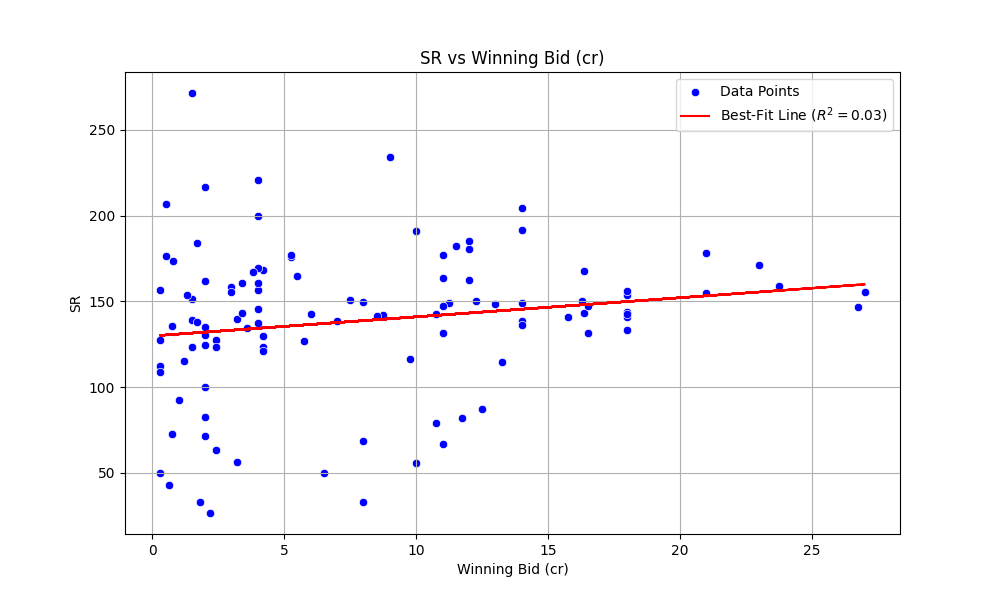 SR vs Winning Bid (cr)
Data Points
Best-Fit Line (R² = 0.03)
250
200
150
100
50
SR
0 5 10 15 20 25
Winning Bid (cr)